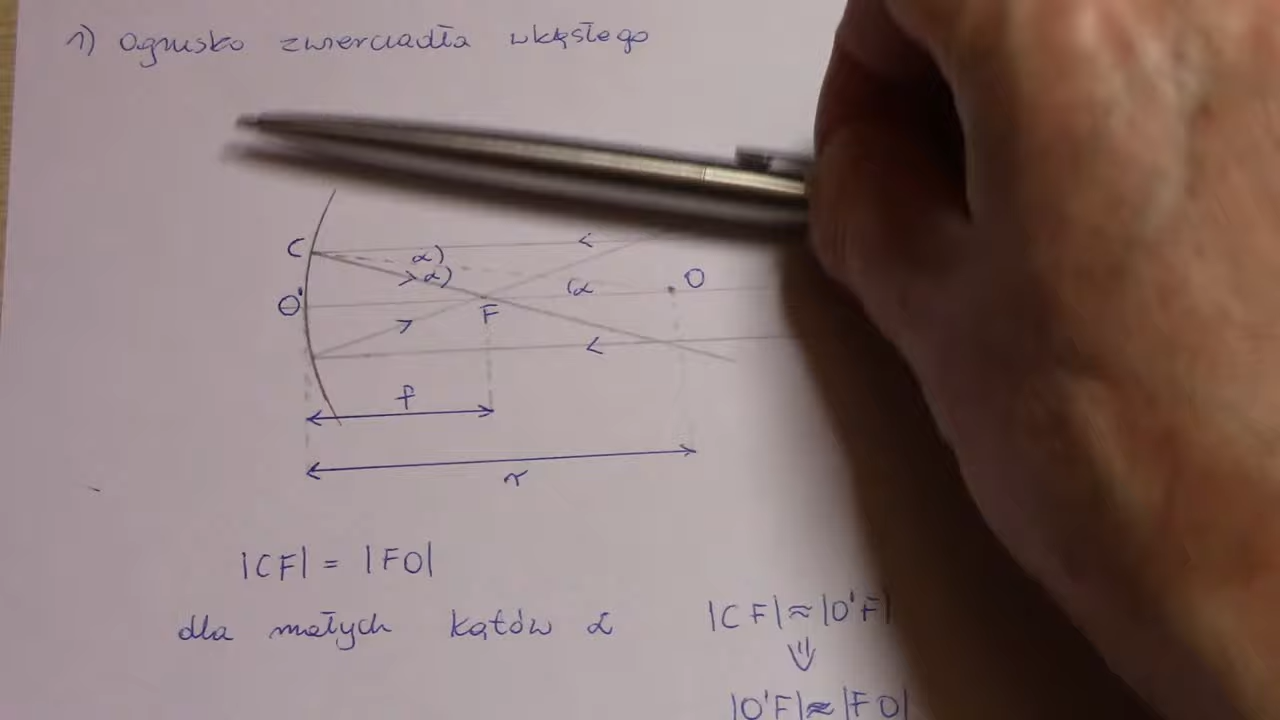 1) Ognisko zwierciadła wklęsłego
C
α)
α)
(α
O
O'
F
f
r
|CF| = |FO|
dla małych kątów α
|CF| ≈ |O'F|
⇓
|O'F| ≈ |FO|